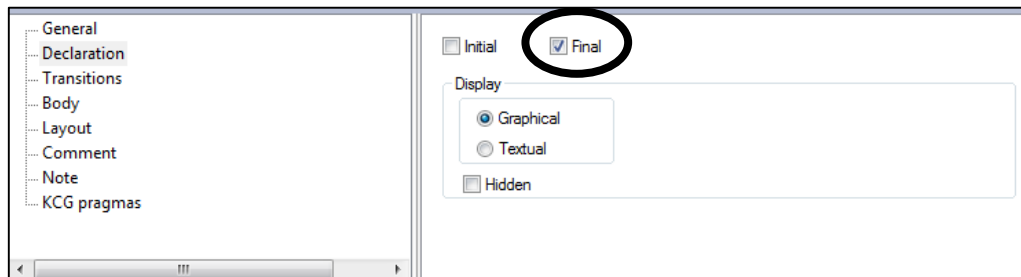 General
Declaration
Transitions
Body
Layout
Comment
Note
KCG pragmas
Initial Final
Display
Graphical
Textual
Hidden